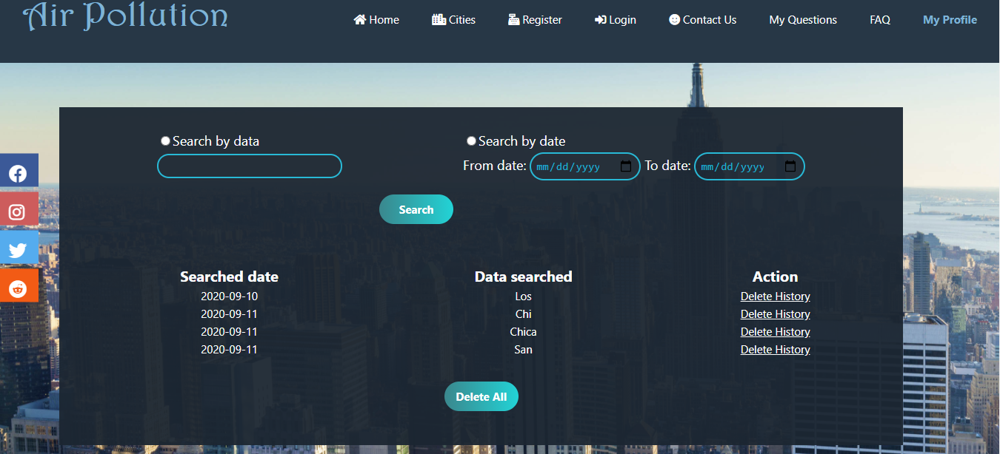 Air Pollution
Home Cities Register Login Contact Us My Questions FAQ My Profile
Search by data Search by date
From date: mm/dd/yyyy To date: mm/dd/yyyy
Search
Searched date Data searched Action
2020-09-10 Los Delete History
2020-09-11 Chi Delete History
2020-09-11 Chica Delete History
2020-09-11 San Delete History
Delete All